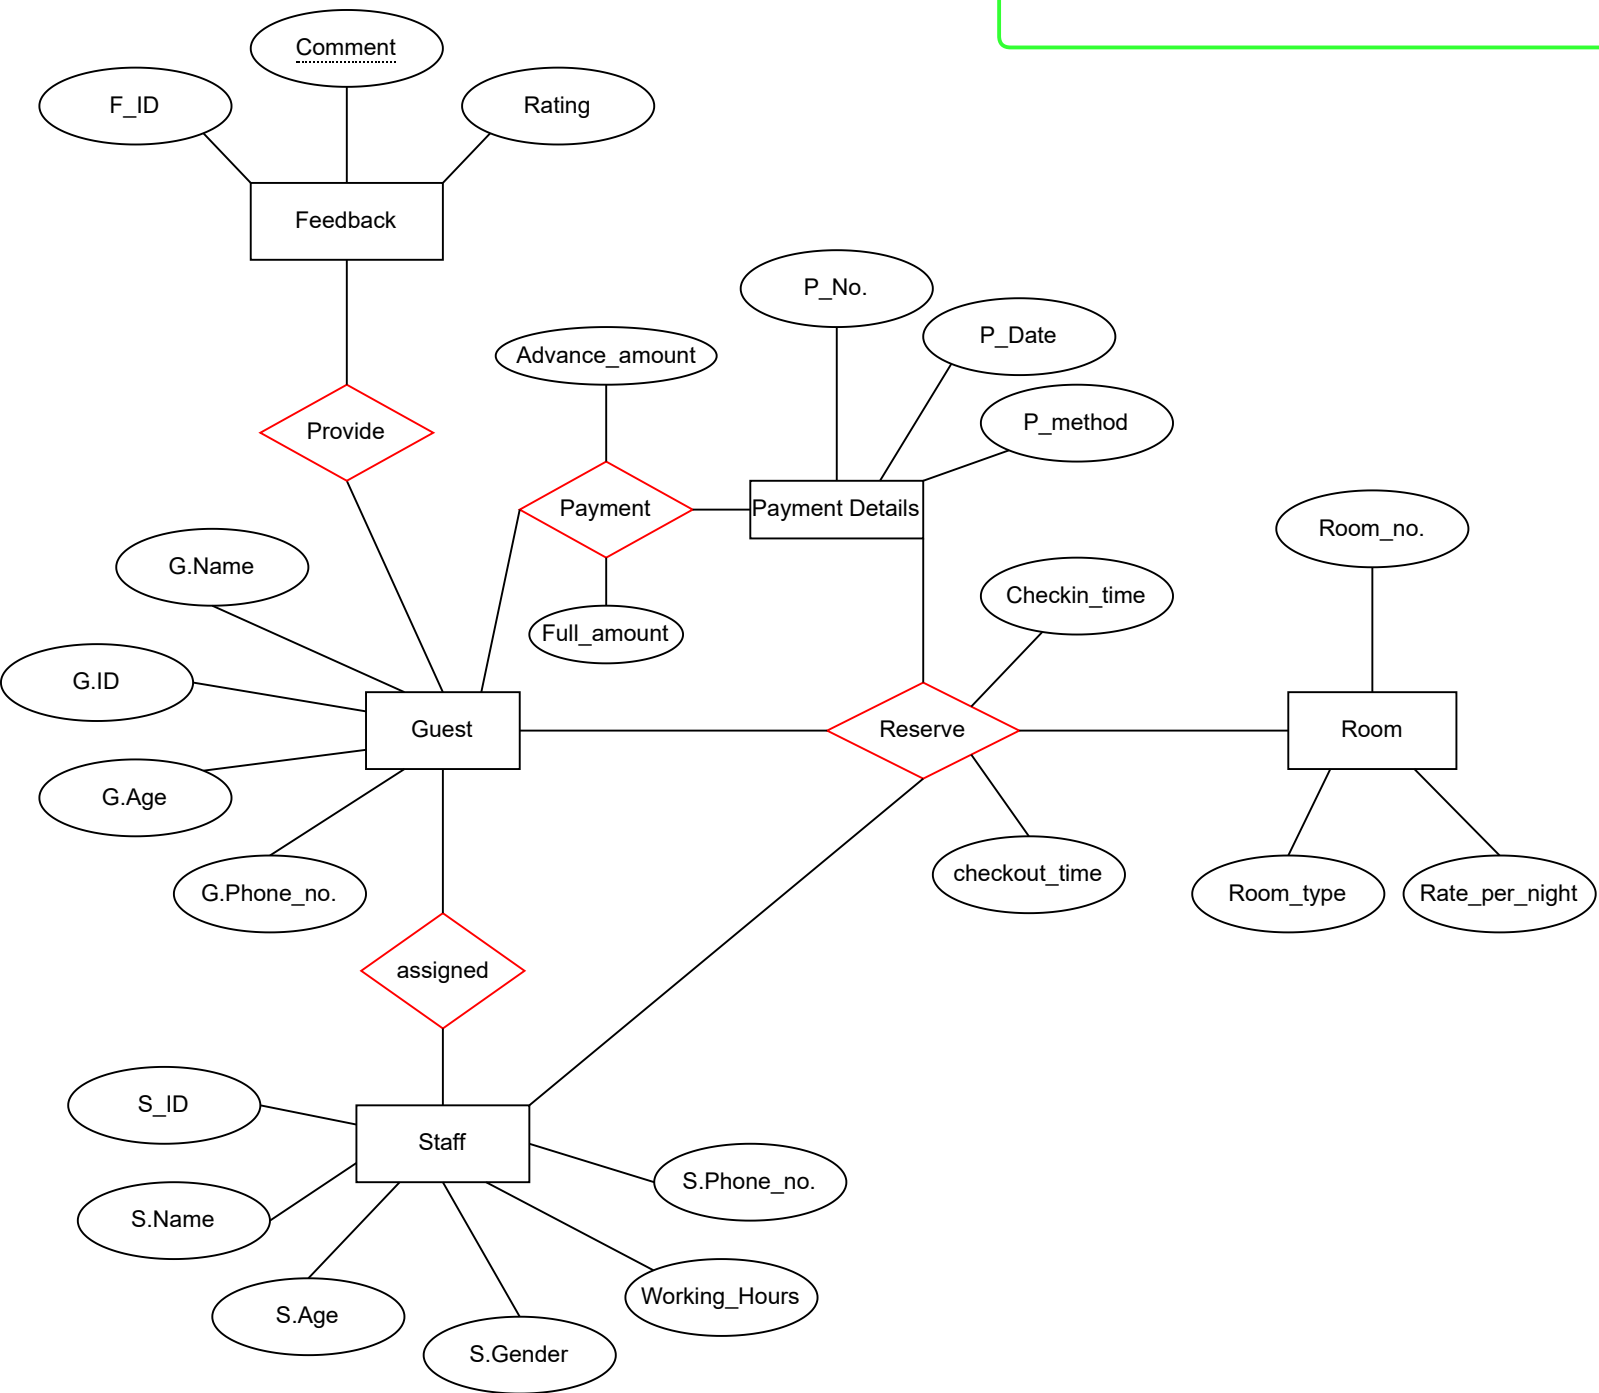 Comment
F_ID
Rating
Feedback
P_No.
P_Date
Advance_amount
P_method
Provide
Payment
Payment Details
Room_no.
G.Name
Checkin_time
Full_amount
G.ID
Guest
Reserve
Room
G.Age
checkout_time
G.Phone_no.
Room_type
Rate_per_night
assigned
S_ID
Staff
S.Phone_no.
S.Name
Working_Hours
S.Age
S.Gender